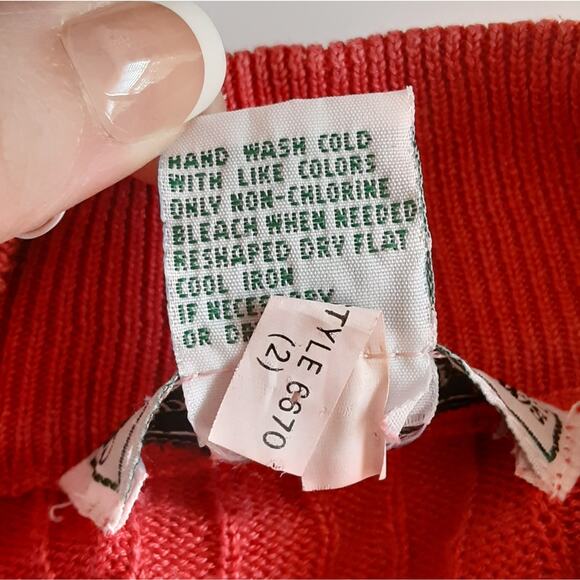 HAND WASH COLD
WITH LIKE COLORS
ONLY NON-CHLORINE
BLEACH WHEN NEEDED
RESHAPED DRY FLAT
COOL IRON
IF
OR
TYLE 6670
(2)